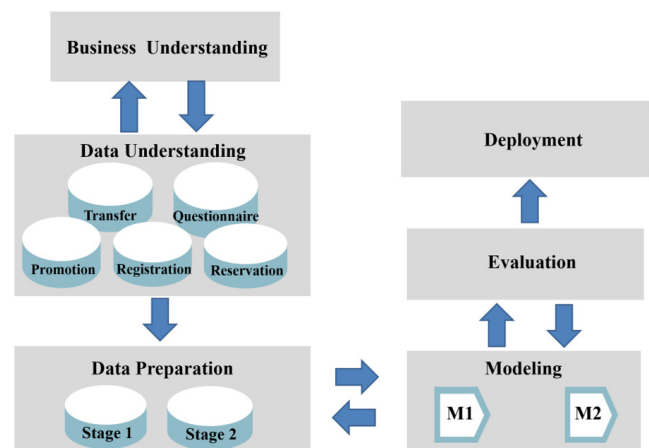 Business Understanding
Data Understanding
Transfer
Questionnaire
Promotion
Registration
Reservation
Data Preparation
Stage 1
Stage 2
Deployment
Evaluation
Modeling
M1
M2